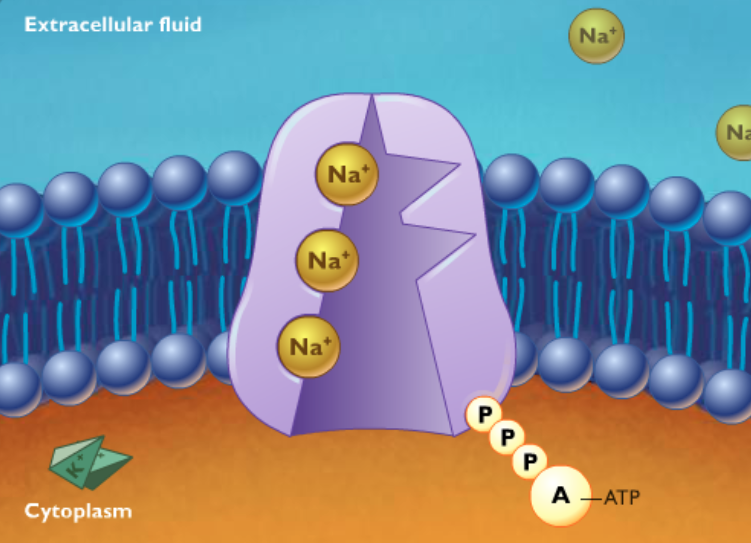 Extracellular fluid
Na⁺
Na
Na⁺
Na⁺
Na⁺
P
P
P
A
ATP
K⁺
+
Cytoplasm